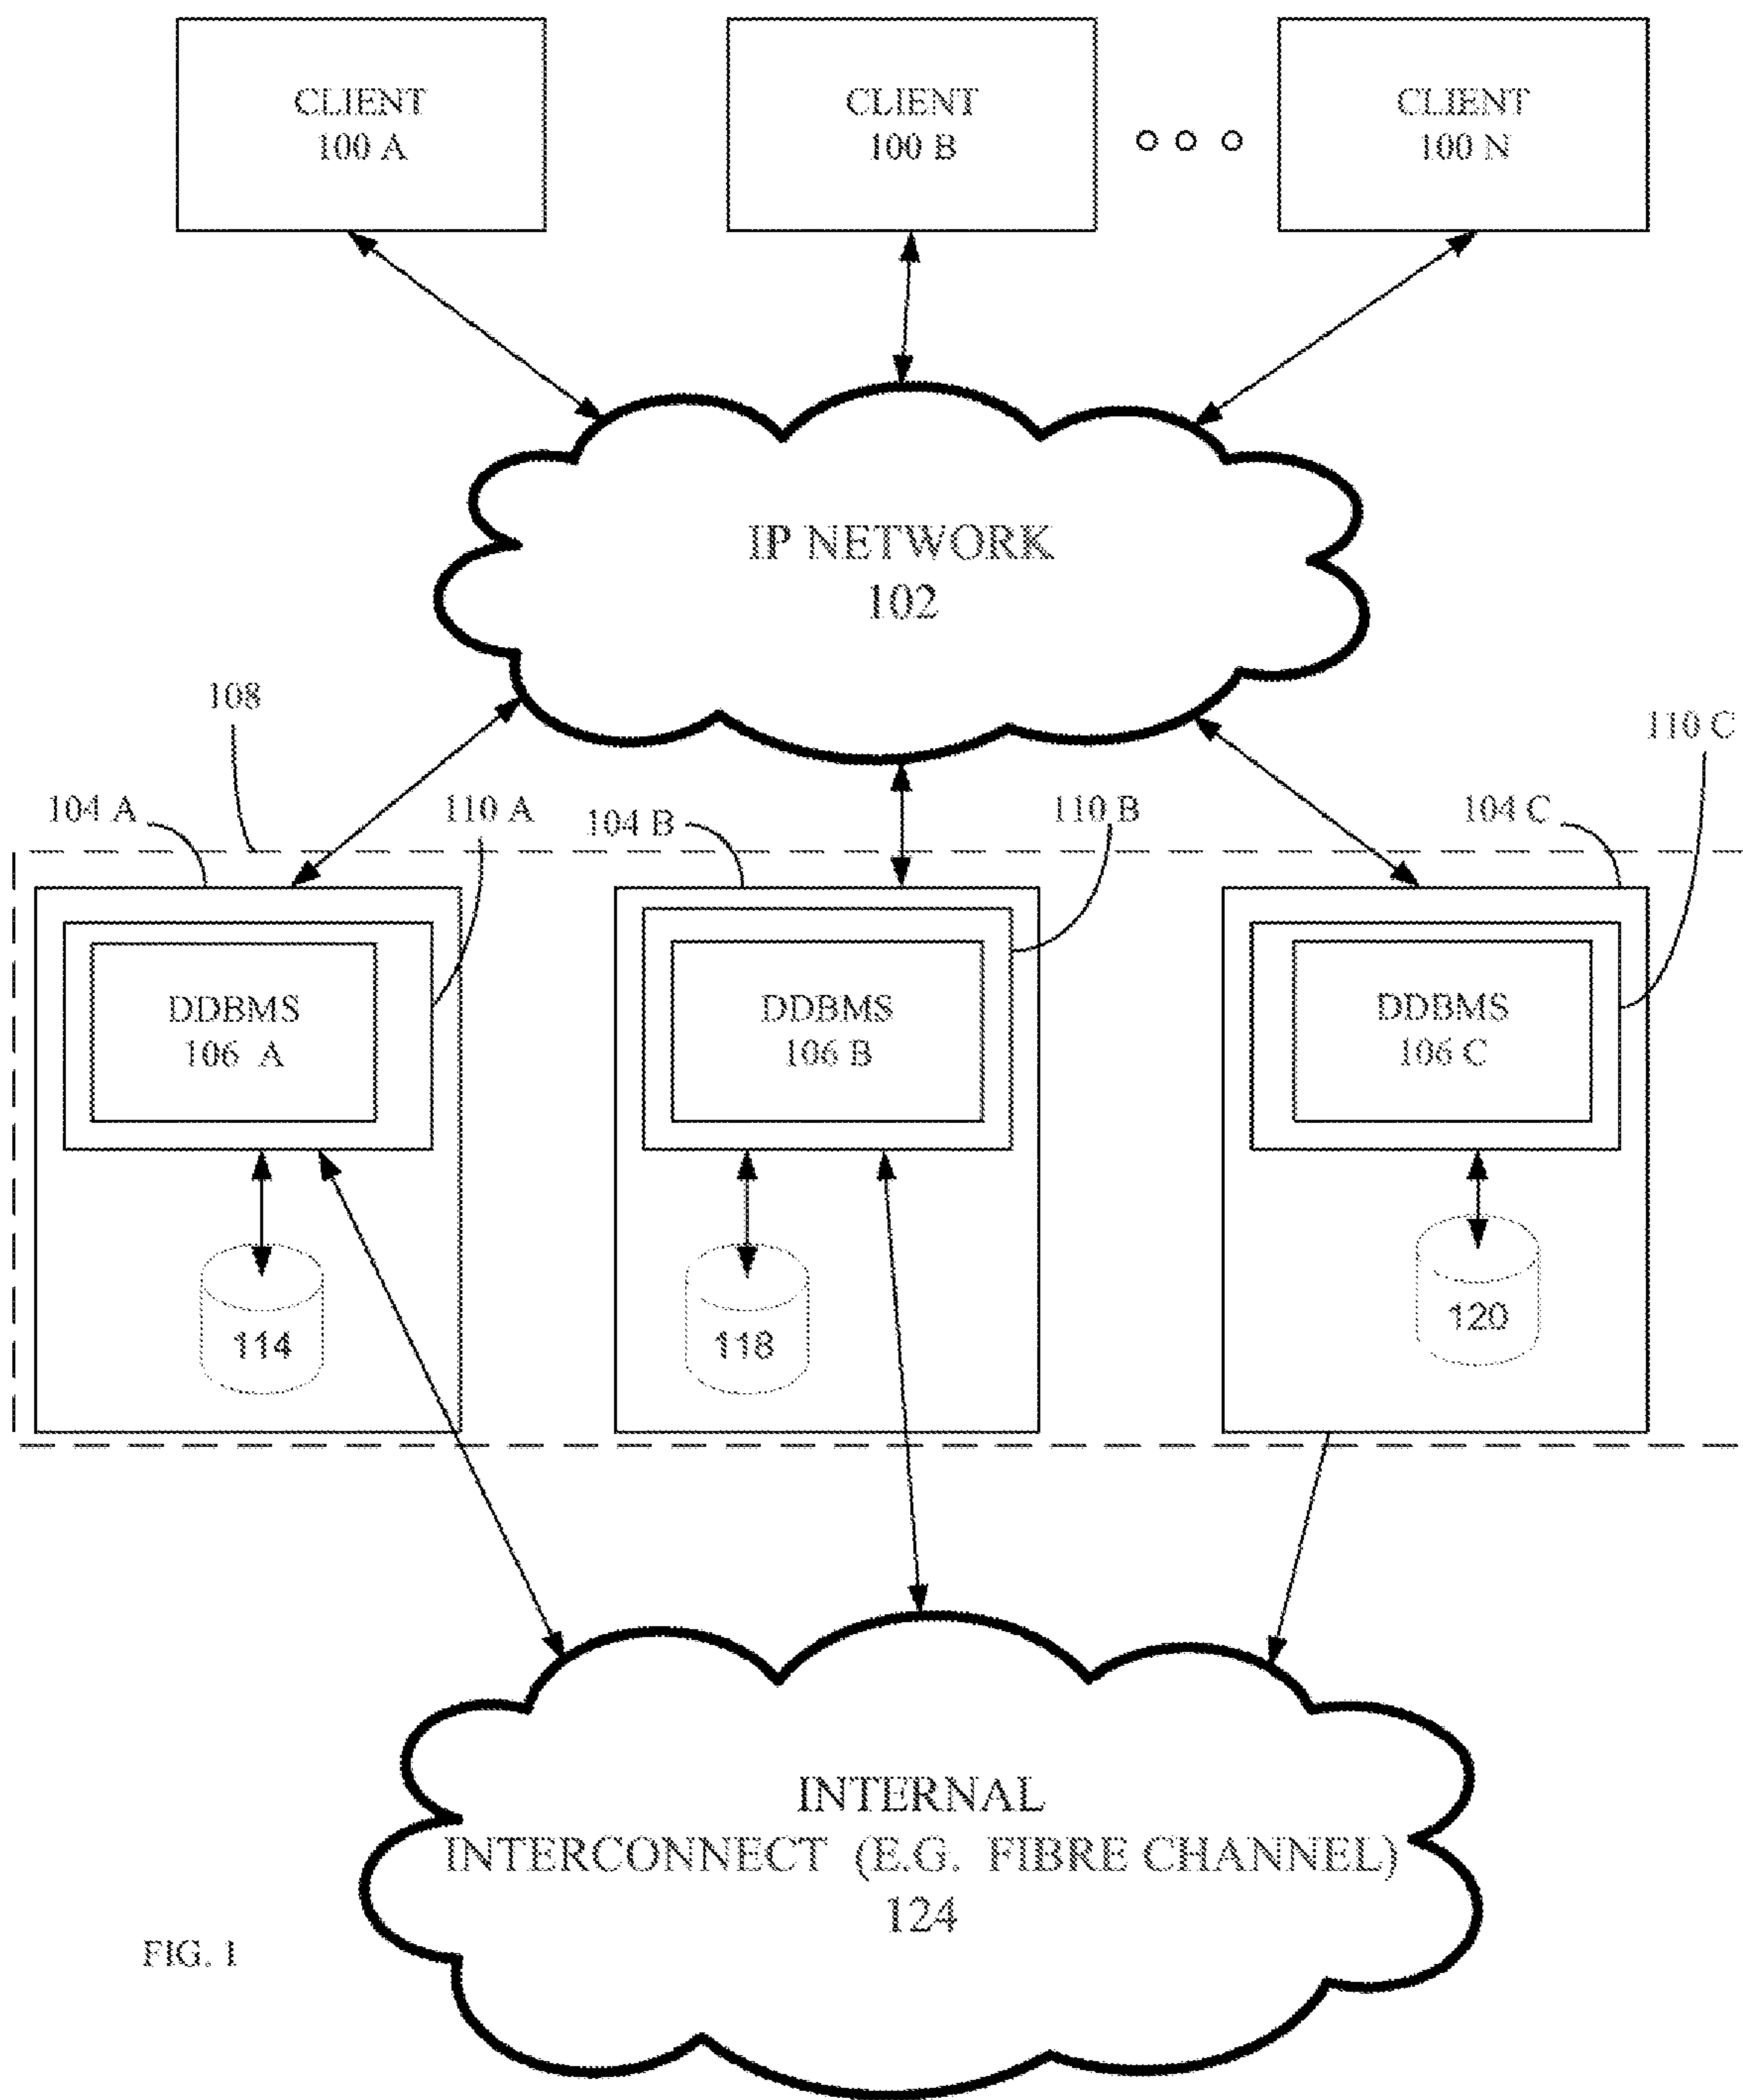 CLIENT
100 A
CLIENT
100 B
CLIENT
100 N
IP NETWORK
102
108
110 C
104 A
110 A
104 B
110 B
104 C
DDBMS
106 A
DDBMS
106 B
DDBMS
106 C
114
118
120
INTERNAL
INTERCONNECT (E.G. FIBRE CHANNEL)
124
FIG. 1